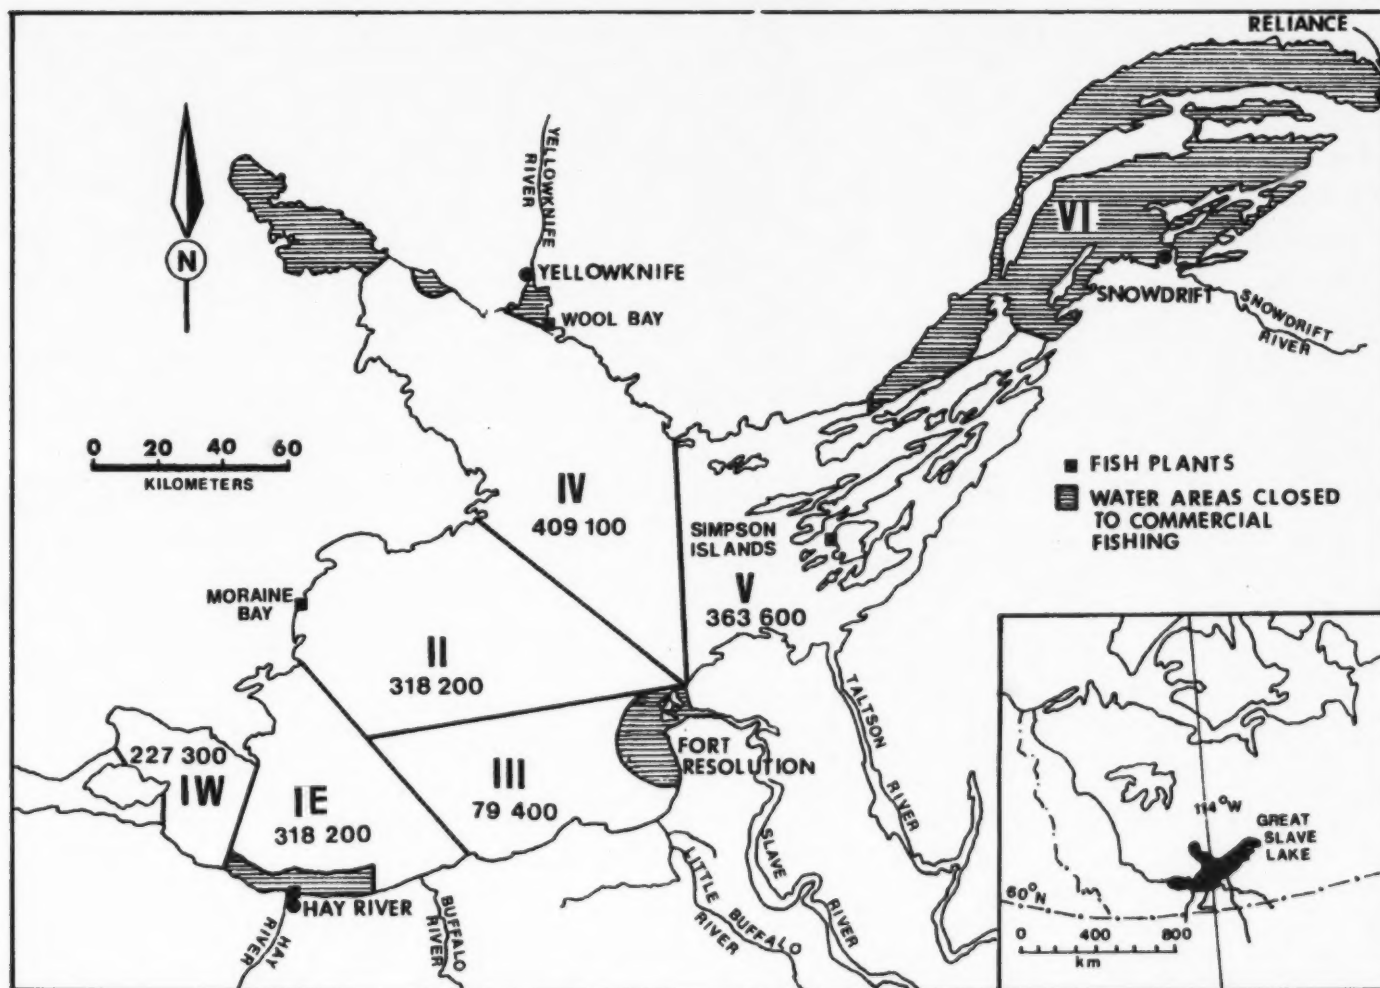 RELIANCE
YELLOWKNIFE
RIVER
N
YELLOWKNIFE
WOOL BAY
VI
SNOWDRIFT
SNOWDRIFT
RIVER
0 20 40 60
KILOMETERS
FISH PLANTS
WATER AREAS CLOSED
TO COMMERCIAL
FISHING
IV
409 100
SIMPSON
ISLANDS
V
363 600
MORAINE
BAY
II
318 200
TALTSON
RIVER
FORT
RESOLUTION
227 300
IW
IE
318 200
III
79 400
HAY RIVER
HAY
RIVER
BUFFALO
RIVER
LITTLE BUFFALO
RIVER
SLAVE
RIVER
114°W
GREAT
SLAVE
LAKE
60°N
0 400 800
km